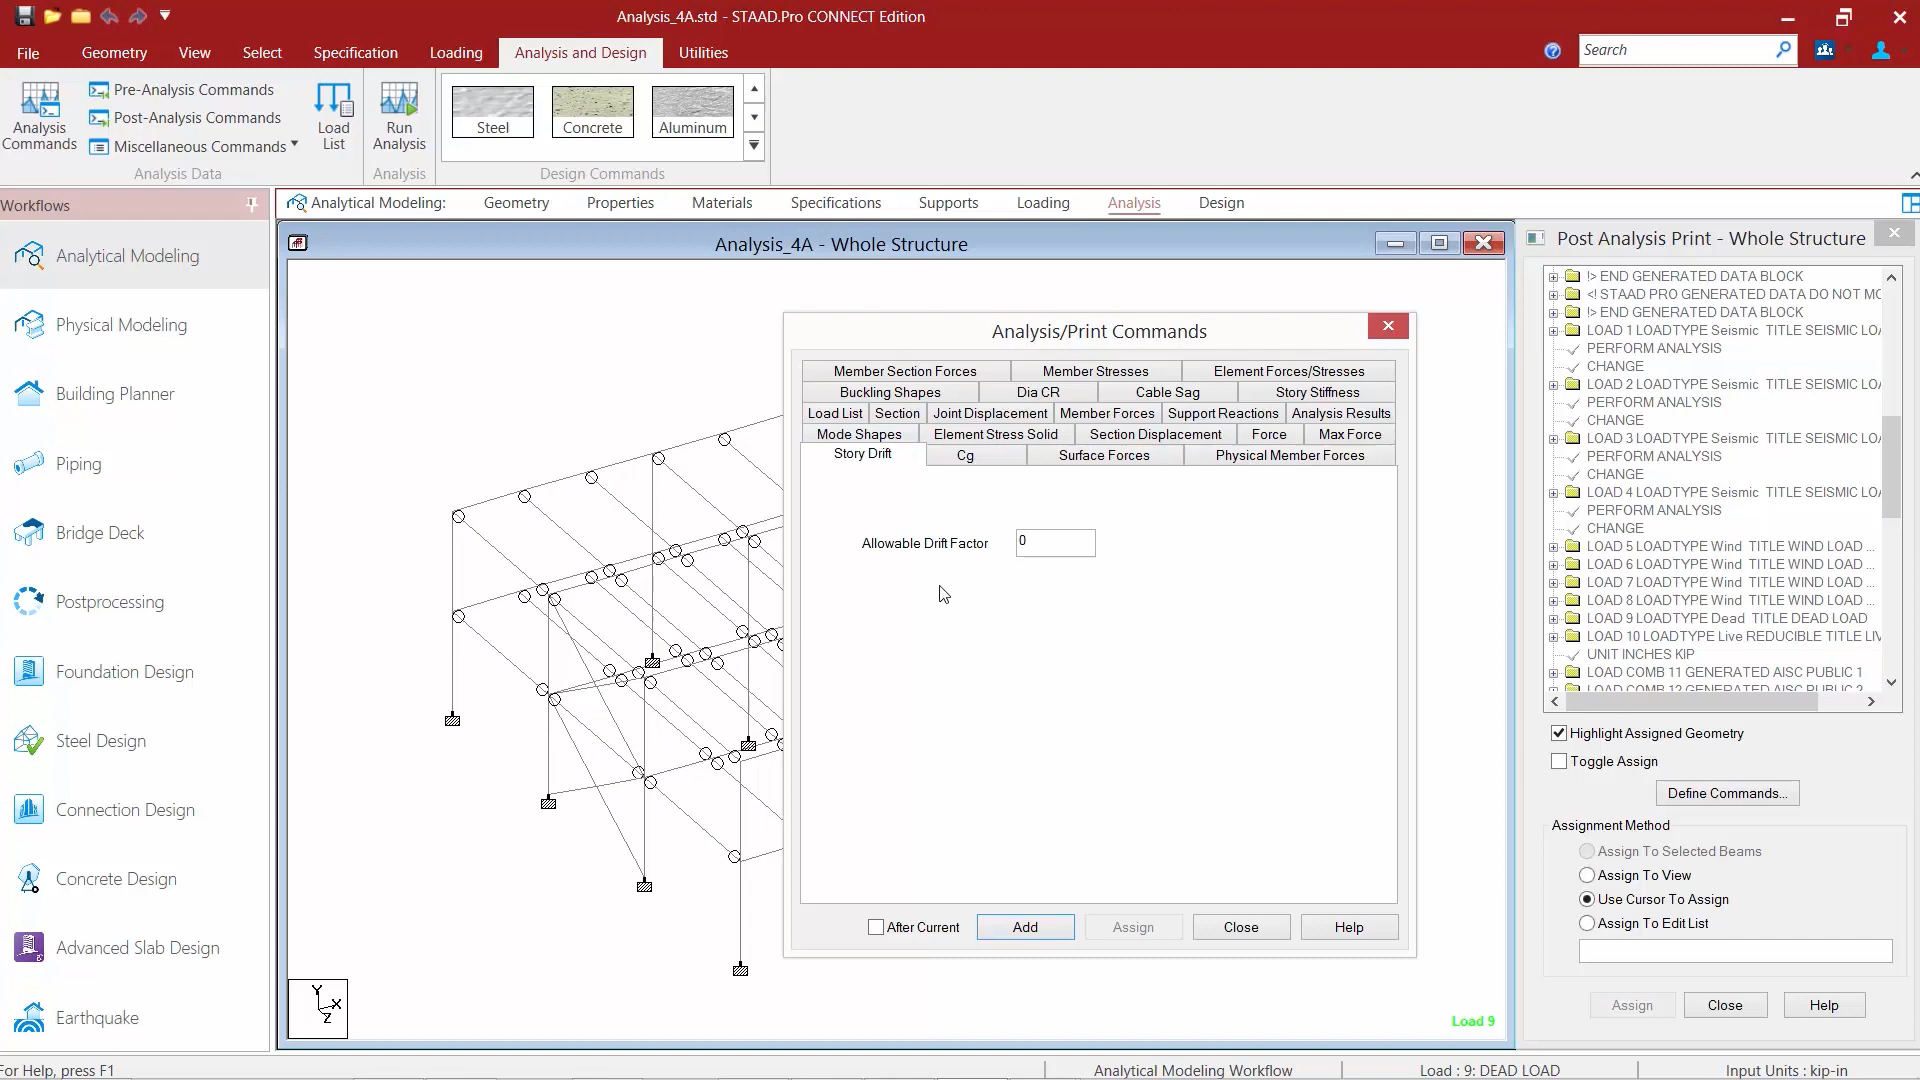 Analysis_4A.std - STAAD.Pro CONNECT Edition
File Geometry View Select Specification Loading Analysis and Design Utilities
Search
Analysis Commands
Pre-Analysis Commands
Post-Analysis Commands
Miscellaneous Commands
Load List
Run Analysis
Steel Concrete Aluminum
Analysis Data Analysis Design Commands
Workflows
Analytical Modeling
Physical Modeling
Building Planner
Piping
Bridge Deck
Postprocessing
Foundation Design
Steel Design
Connection Design
Concrete Design
Advanced Slab Design
Earthquake
Analytical Modeling: Geometry Properties Materials Specifications Supports Loading Analysis Design
Analysis_4A - Whole Structure
Y
X
Z
Load 9
Analysis/Print Commands
Member Section Forces Member Stresses Element Forces/Stresses
Buckling Shapes Dia CR Cable Sag Story Stiffness
Load List Section Joint Displacement Member Forces Support Reactions Analysis Results
Mode Shapes Element Stress Solid Section Displacement Force Max Force
Story Drift Cg Surface Forces Physical Member Forces
Allowable Drift Factor 0
After Current Add Assign Close Help
Post Analysis Print - Whole Structure
!> END GENERATED DATA BLOCK
<! STAAD PRO GENERATED DATA DO NOT MO
!> END GENERATED DATA BLOCK
LOAD 1 LOADTYPE Seismic TITLE SEISMIC LOA
PERFORM ANALYSIS
CHANGE
LOAD 2 LOADTYPE Seismic TITLE SEISMIC LOA
PERFORM ANALYSIS
CHANGE
LOAD 3 LOADTYPE Seismic TITLE SEISMIC LOA
PERFORM ANALYSIS
CHANGE
LOAD 4 LOADTYPE Seismic TITLE SEISMIC LOA
PERFORM ANALYSIS
CHANGE
LOAD 5 LOADTYPE Wind TITLE WIND LOAD ...
LOAD 6 LOADTYPE Wind TITLE WIND LOAD ...
LOAD 7 LOADTYPE Wind TITLE WIND LOAD ...
LOAD 8 LOADTYPE Wind TITLE WIND LOAD ...
LOAD 9 LOADTYPE Dead TITLE DEAD LOAD
LOAD 10 LOADTYPE Live REDUCIBLE TITLE LIV
UNIT INCHES KIP
LOAD COMB 11 GENERATED AISC PUBLIC 1
LOAD COMB 12 GENERATED AISC PUBLIC 2
Highlight Assigned Geometry
Toggle Assign
Define Commands...
Assignment Method
Assign To Selected Beams
Assign To View
Use Cursor To Assign
Assign To Edit List
Assign Close Help
For Help, press F1
Analytical Modeling Workflow
Load : 9: DEAD LOAD
Input Units : kip-in